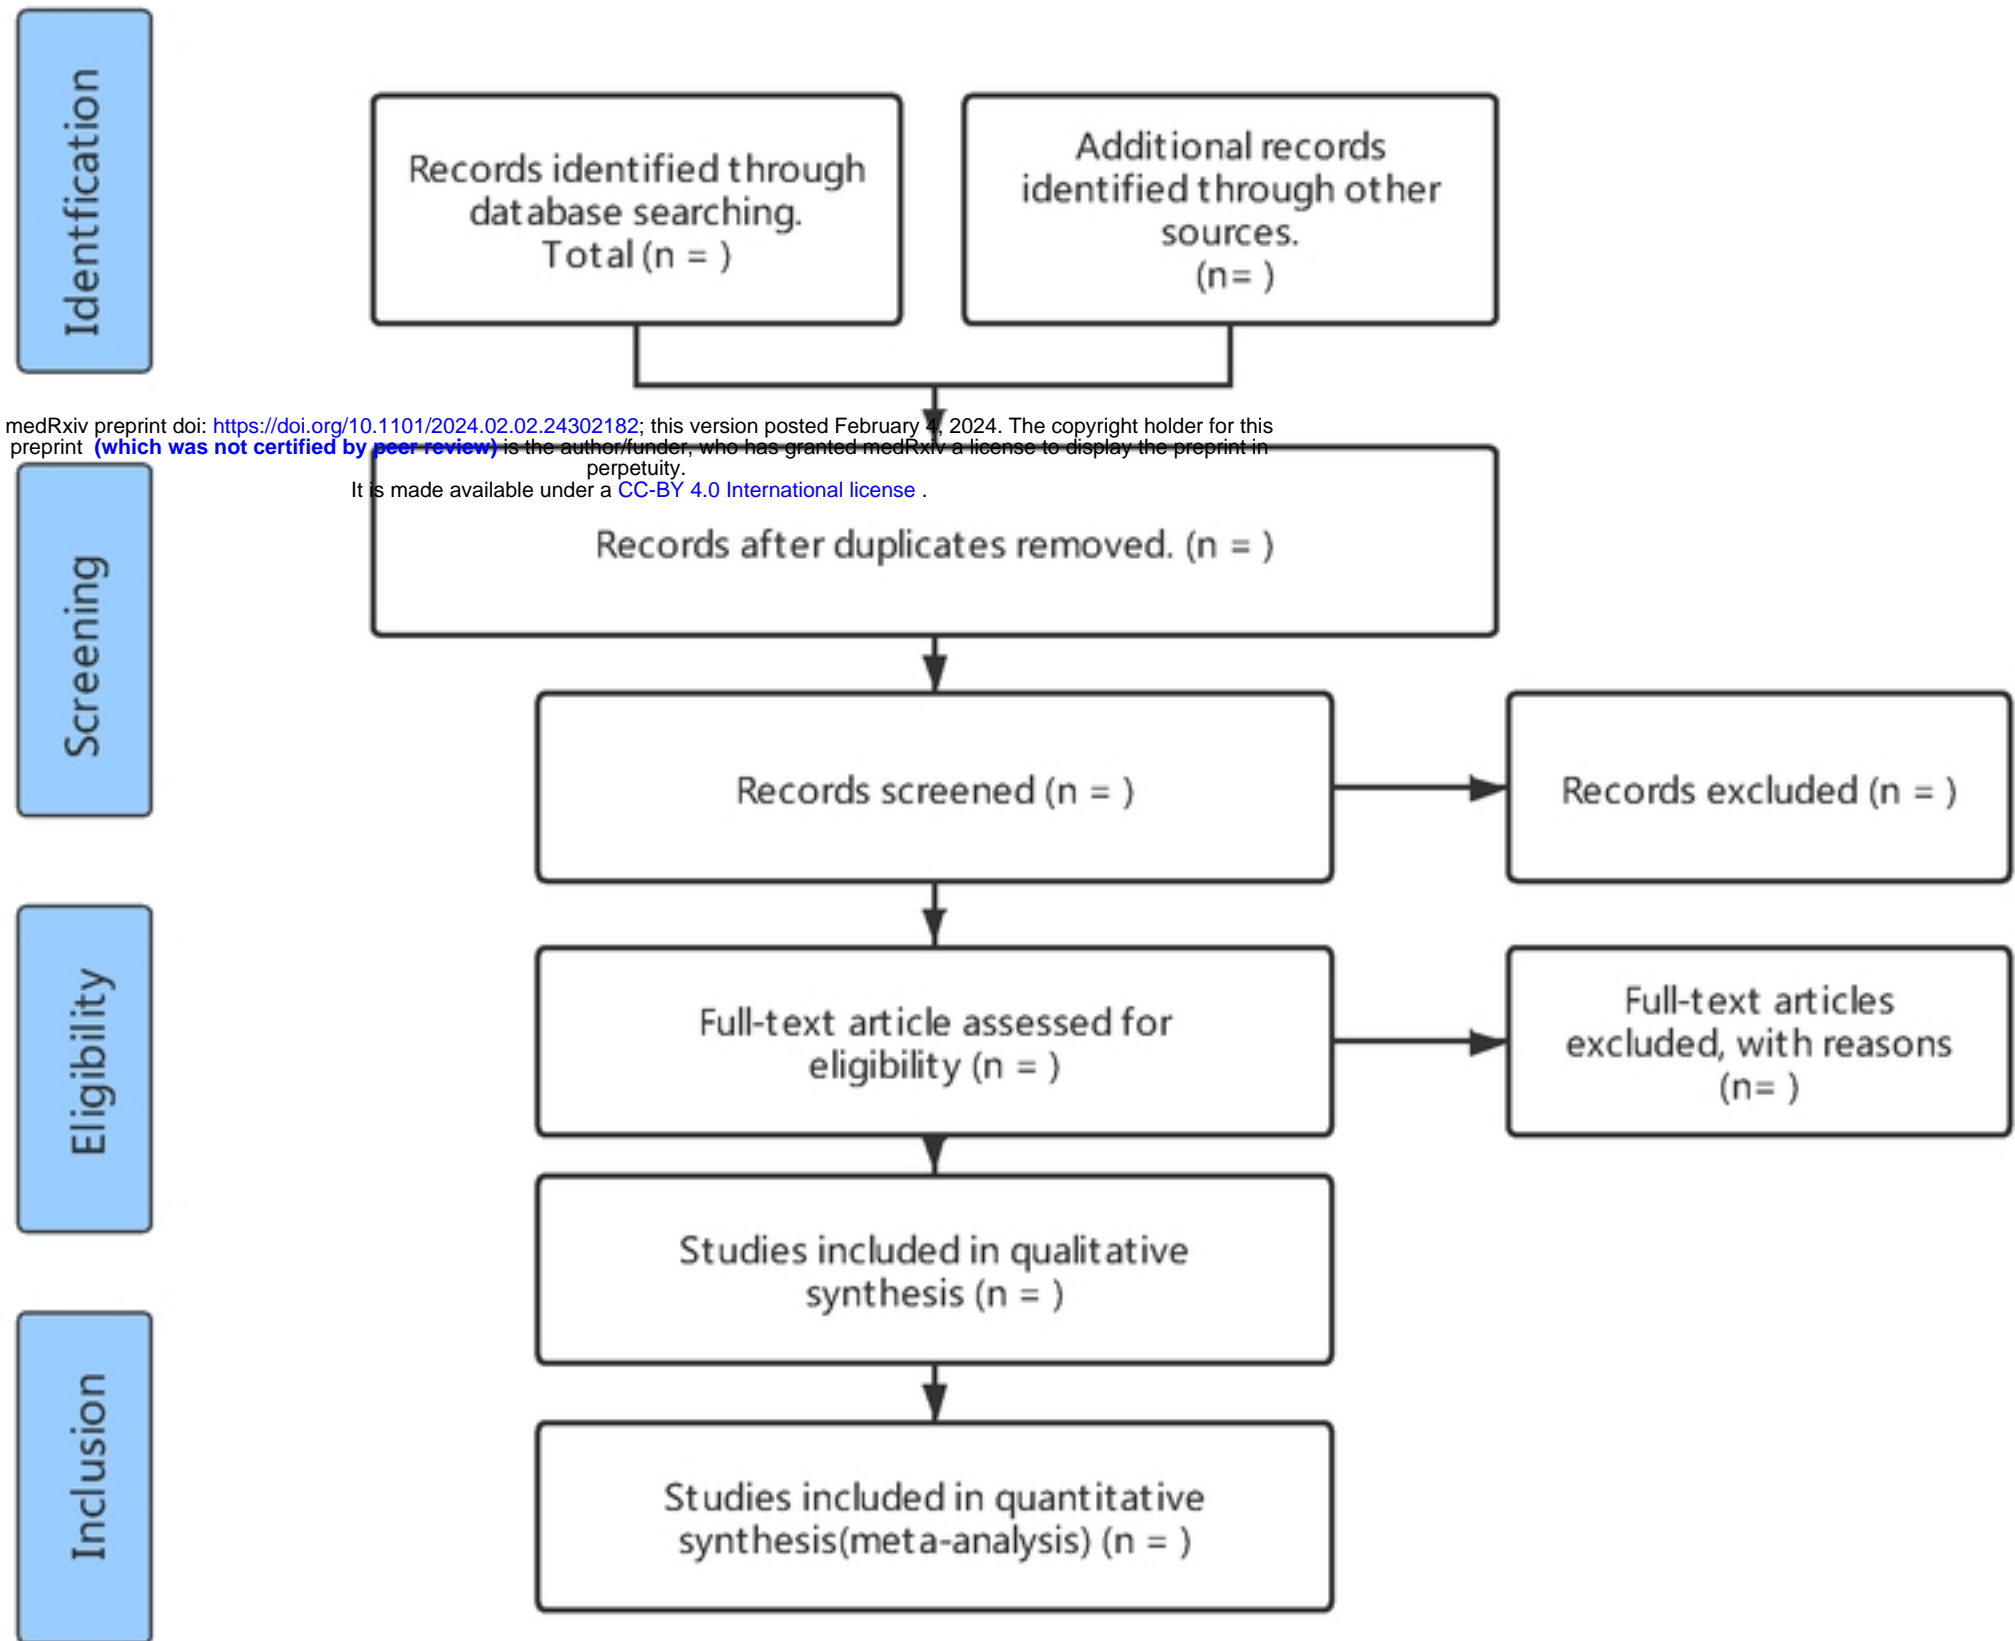 Identfication
Records identified through
database searching.
Total (n = )
Additional records
identified through other
sources.
(n= )
medRxiv preprint doi: https://doi.org/10.1101/2024.02.02.24302182; this version posted February 4, 2024. The copyright holder for this
preprint (which was not certified by peer review) is the author/funder, who has granted medRxiv a license to display the preprint in
perpetuity.
It is made available under a CC-BY 4.0 International license .
Screening
Records after duplicates removed. (n = )
Records screened (n = )
Records excluded (n = )
Eligibility
Full-text article assessed for
eligibility (n = )
Full-text articles
excluded, with reasons
(n= )
Studies included in qualitative
synthesis (n = )
Inclusion
Studies included in quantitative
synthesis(meta-analysis) (n = )